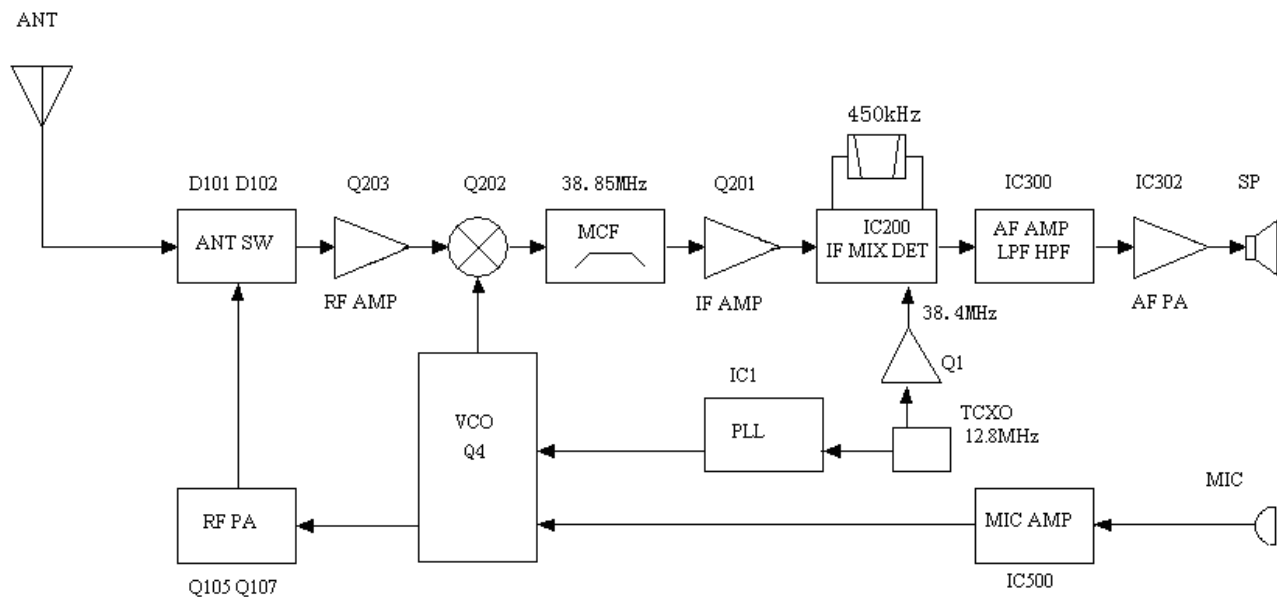 ANT
450kHz
D101 D102
Q203
Q202
38.85MHz
Q201
IC300
IC302
SP
ANT SW
MCF
IC200
IF MIX DET
AF AMP
LPF HPF
RF AMP
IF AMP
AF PA
38.4MHz
Q1
IC1
VCO
Q4
PLL
TCXO
12.8MHz
MIC
RF PA
MIC AMP
Q105 Q107
IC500